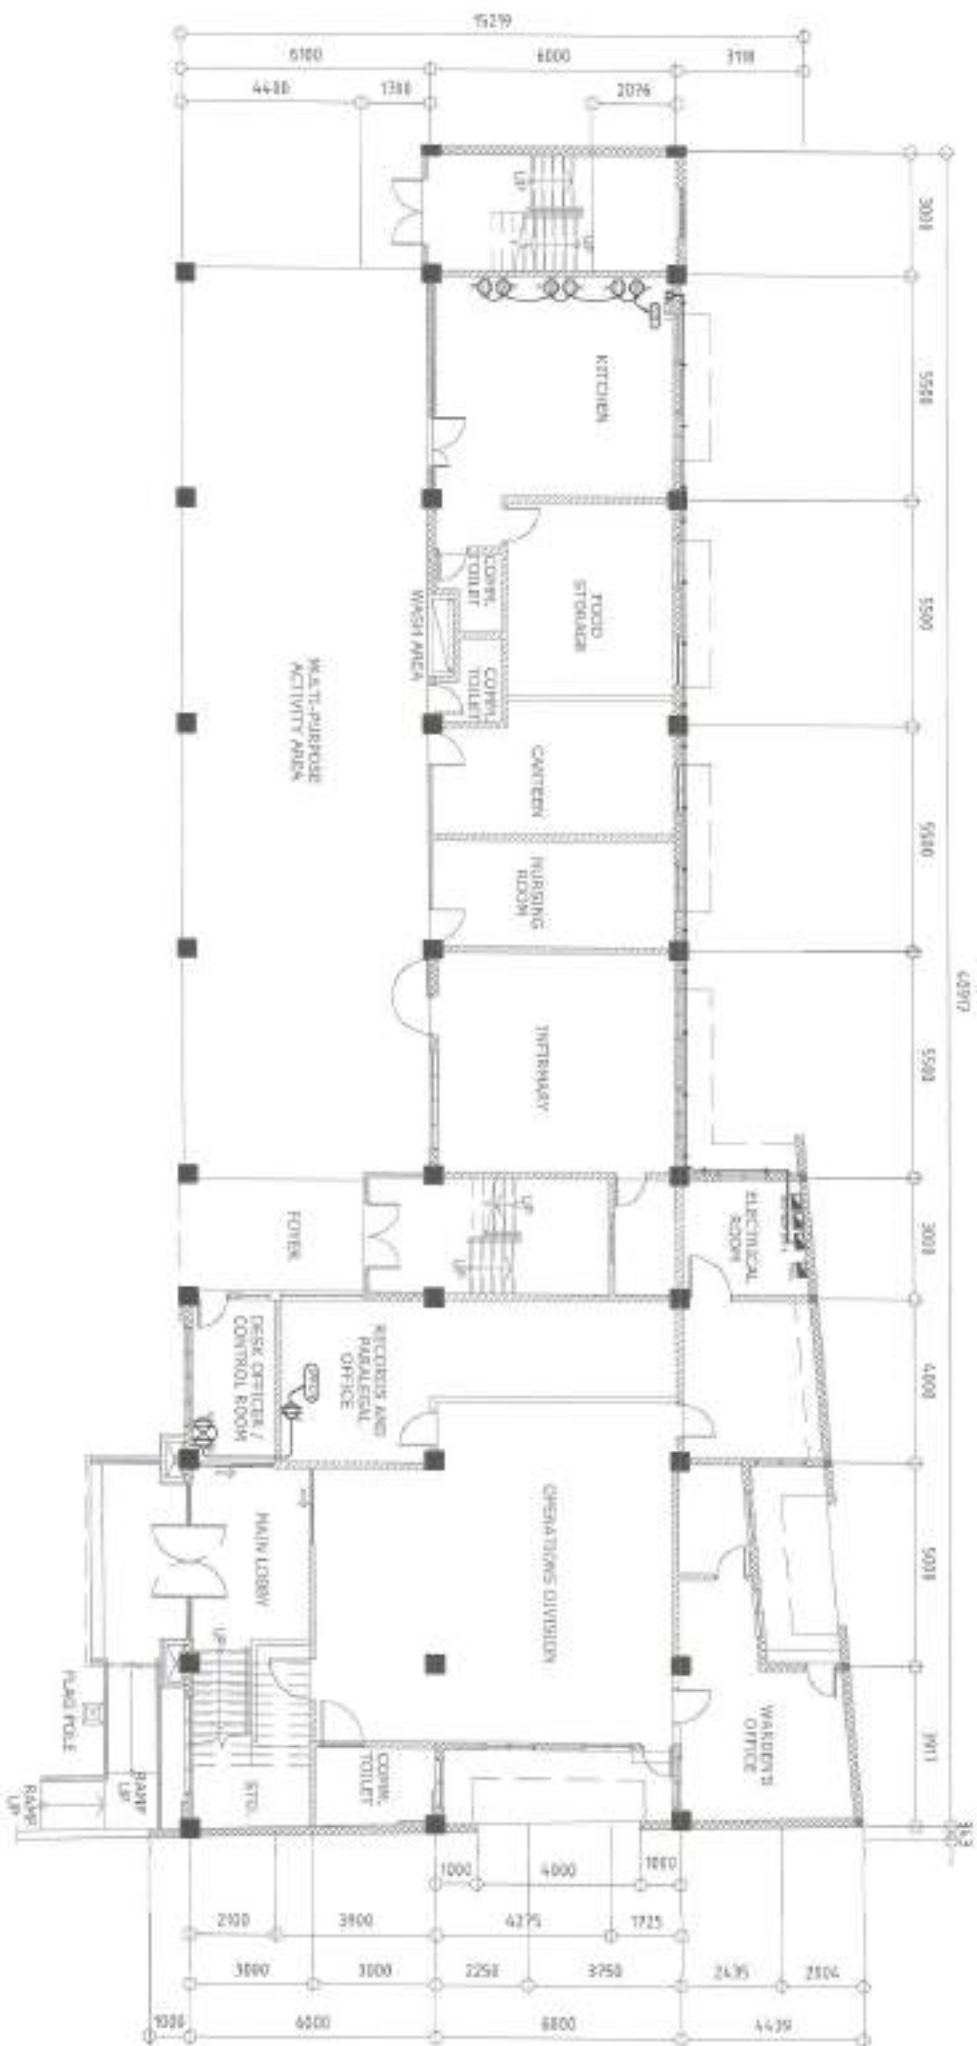 15219
6100
6000
3118
4400
1700
2076
UP
UP
3000
KITCHEN
5500
FOOD
STORAGE
COMM.
TOILET
WASH AREA
COMM.
TOILET
5500
MULTI-PURPOSE
ACTIVITY AREA
CANTEEN
NURSING
ROOM
5500
40917
INFIRMARY
5500
FOYER
UP
UP
ELECTRICAL
ROOM
3000
DESK OFFICER /
CONTROL ROOM
RECORDS AND
PARALEGAL
OFFICE
4000
MAIN LOBBY
OPERATIONS DIVISION
5000
UP
WARDEN'S
OFFICE
3911
FLAG POLE
RAMP
UP
RAMP
UP
STO.
COMM.
TOILET
343
1000
4000
1000
2100
3900
4275
1725
3000
3000
2250
3750
2435
2004
1000
6000
6000
4439